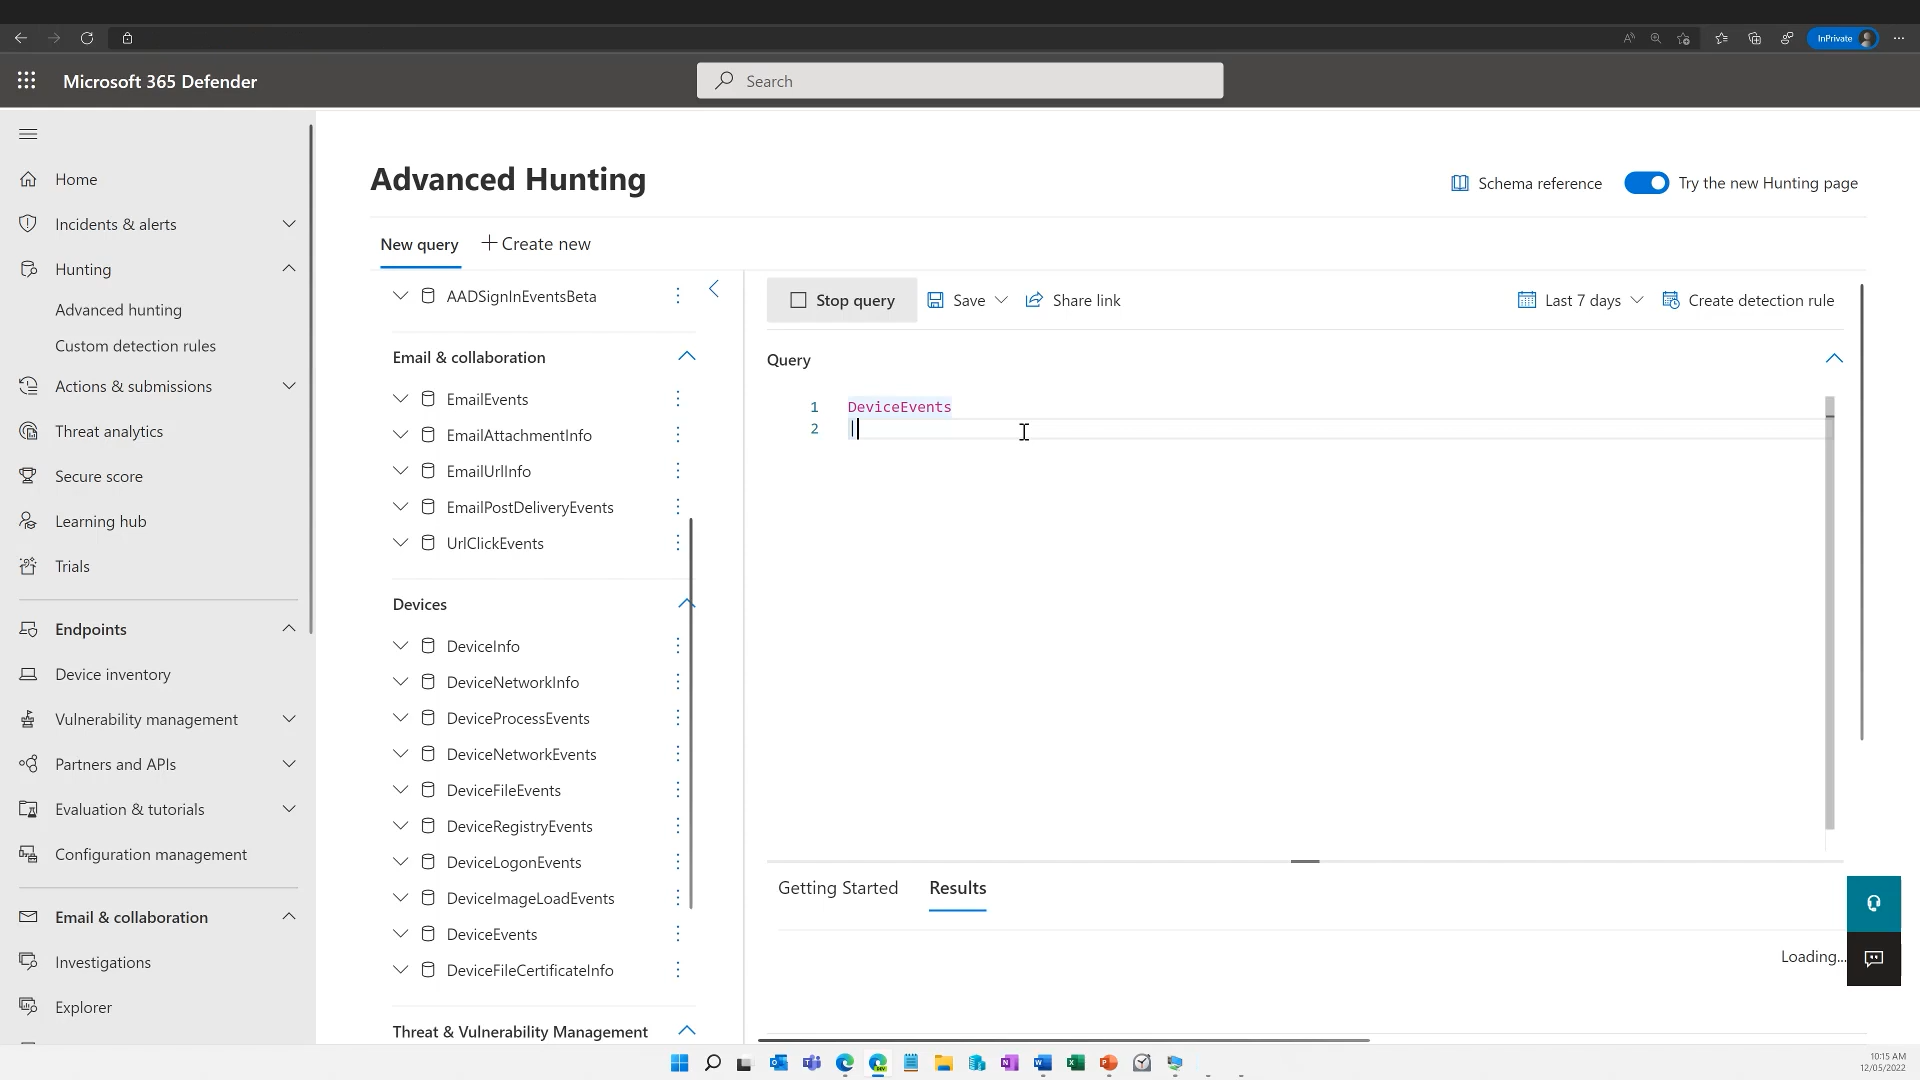 InPrivate
Microsoft 365 Defender
Search
Home
Incidents & alerts
Hunting
Advanced hunting
Custom detection rules
Actions & submissions
Threat analytics
Secure score
Learning hub
Trials
Endpoints
Device inventory
Vulnerability management
Partners and APIs
Evaluation & tutorials
Configuration management
Email & collaboration
Investigations
Explorer
Advanced Hunting
Schema reference
Try the new Hunting page
New query
Create new
AADSignInEventsBeta
Email & collaboration
EmailEvents
EmailAttachmentInfo
EmailUrlInfo
EmailPostDeliveryEvents
UrlClickEvents
Devices
DeviceInfo
DeviceNetworkInfo
DeviceProcessEvents
DeviceNetworkEvents
DeviceFileEvents
DeviceRegistryEvents
DeviceLogonEvents
DeviceImageLoadEvents
DeviceEvents
DeviceFileCertificateInfo
Threat & Vulnerability Management
Stop query
Save
Share link
Last 7 days
Create detection rule
Query
1 DeviceEvents
2 |
Getting Started
Results
Loading...
10:15 AM
12/05/2022